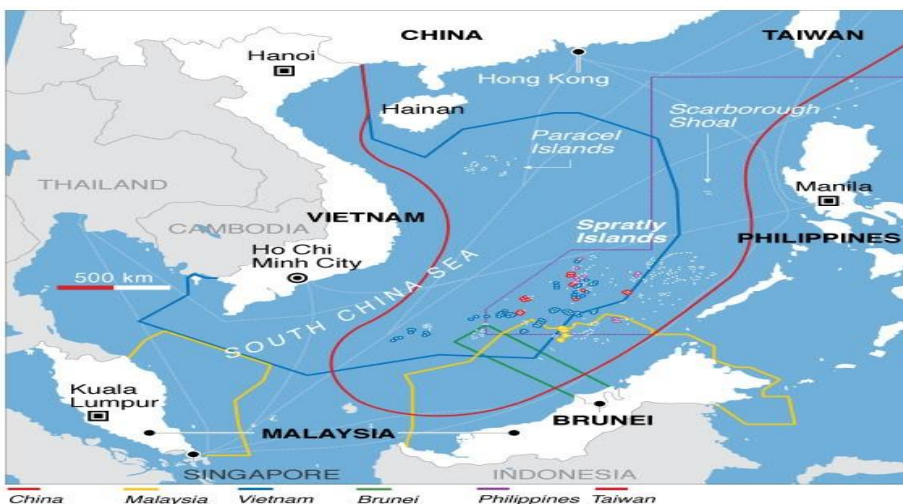 CHINA
TAIWAN
Hanoi
Hong Kong
Hainan
Scarborough
Shoal
Paracel
Islands
THAILAND
Manila
VIETNAM
CAMBODIA
Spratly
Islands
PHILIPPINES
Ho Chi
Minh City
500 km
SOUTH CHINA SEA
Kuala
Lumpur
BRUNEI
MALAYSIA
SINGAPORE
INDONESIA
China
Malaysia
Vietnam
Brunei
Philippines
Taiwan